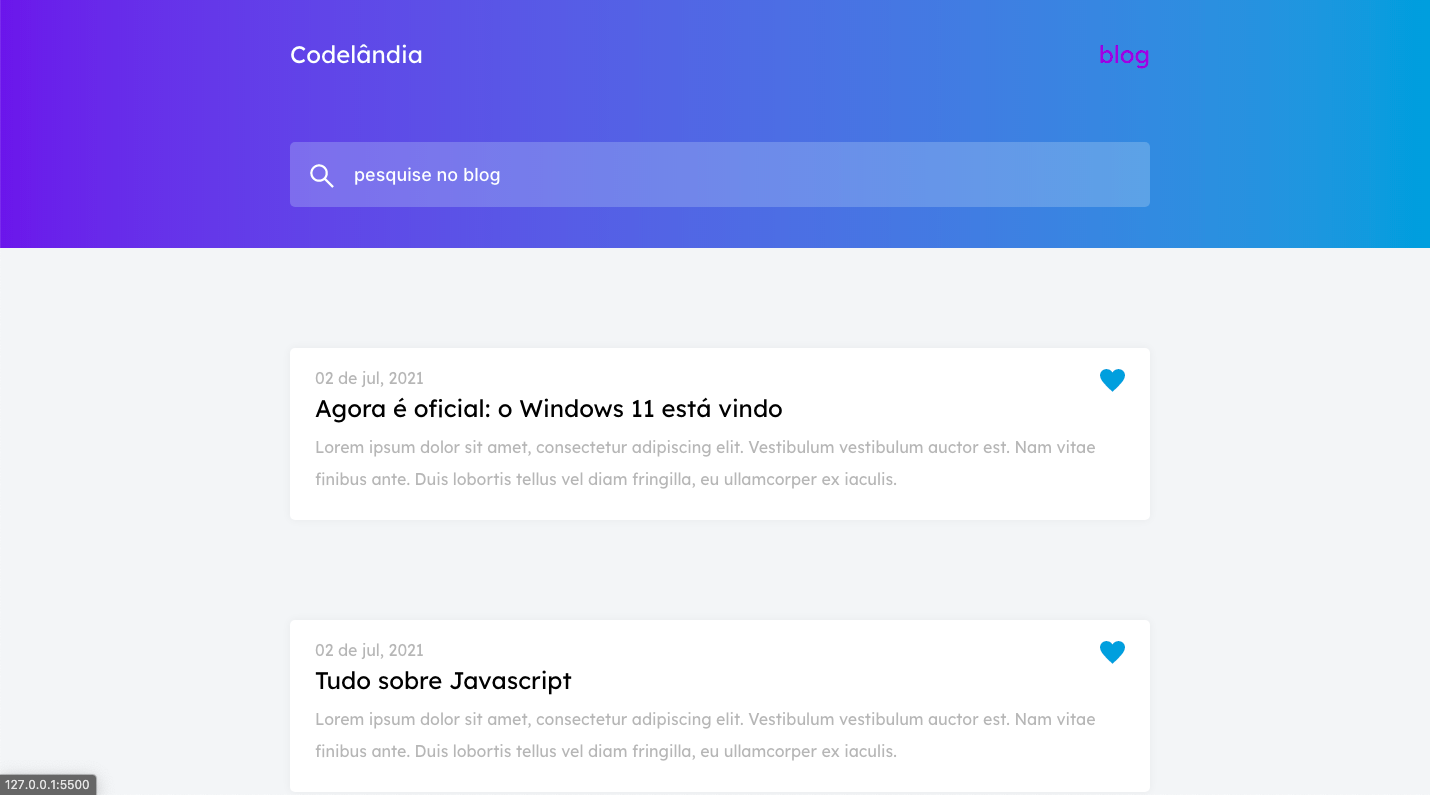 Codelândia
blog
pesquise no blog
02 de jul, 2021
Agora é oficial: o Windows 11 está vindo
Lorem ipsum dolor sit amet, consectetur adipiscing elit. Vestibulum vestibulum auctor est. Nam vitae
finibus ante. Duis lobortis tellus vel diam fringilla, eu ullamcorper ex iaculis.
02 de jul, 2021
Tudo sobre Javascript
Lorem ipsum dolor sit amet, consectetur adipiscing elit. Vestibulum vestibulum auctor est. Nam vitae
finibus ante. Duis lobortis tellus vel diam fringilla, eu ullamcorper ex iaculis.
127.0.0.1:5500